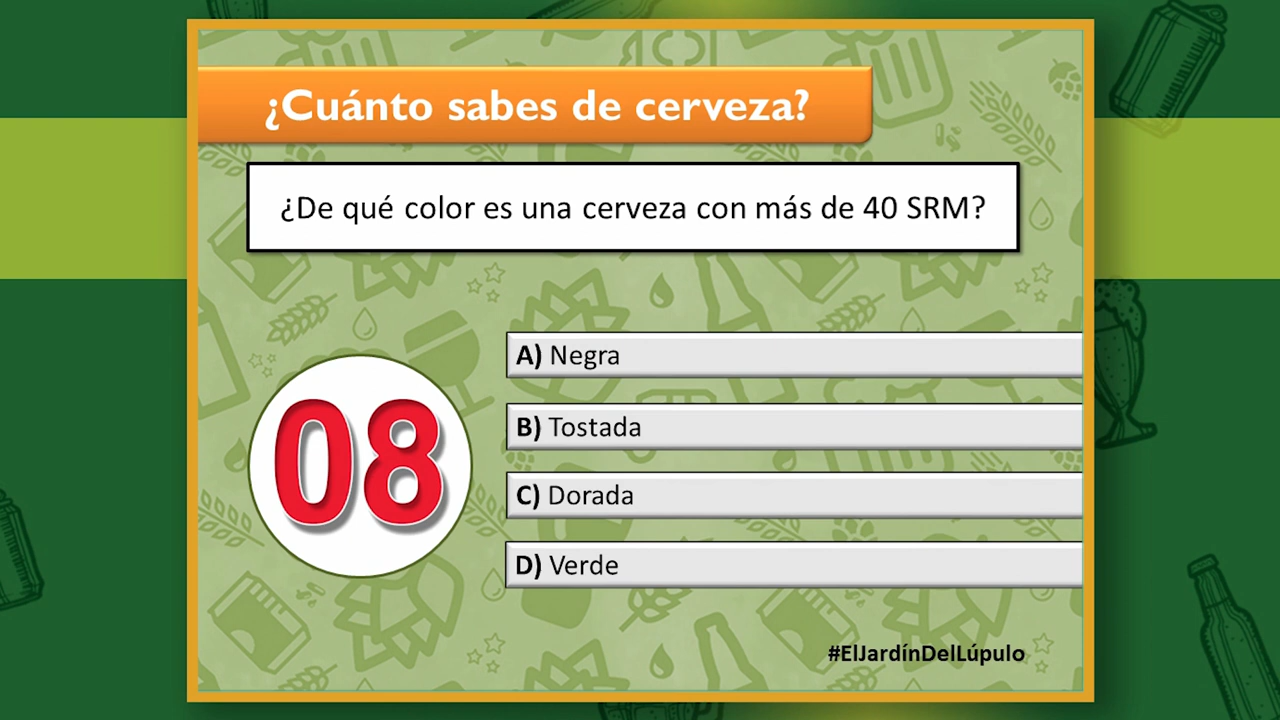 ¿Cuánto sabes de cerveza?
¿De qué color es una cerveza con más de 40 SRM?
08
A) Negra
B) Tostada
C) Dorada
D) Verde
#ElJardínDelLúpulo